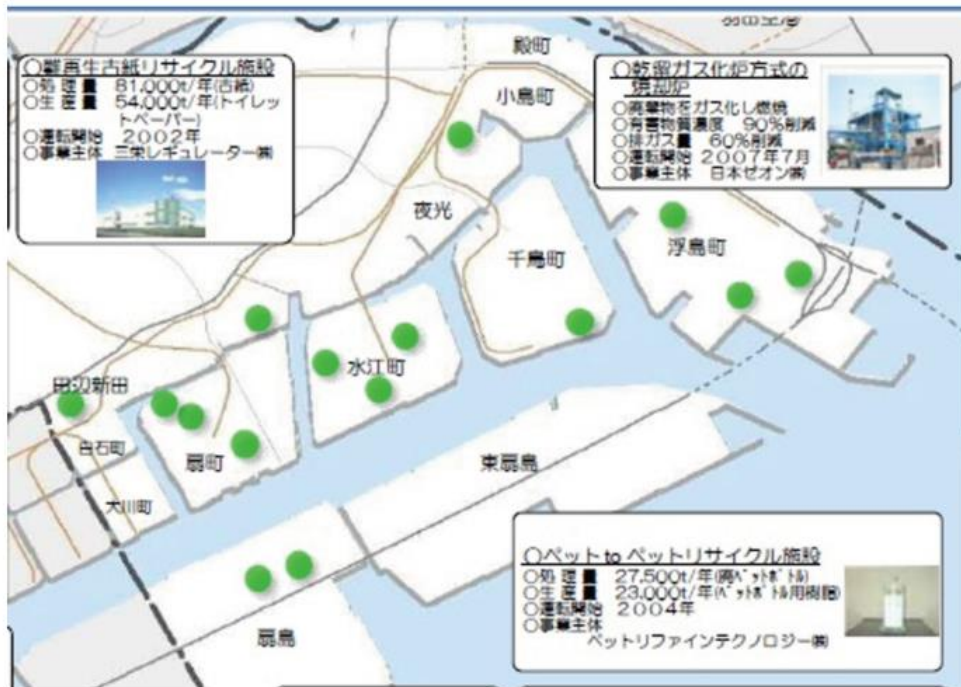 殿町
小島町
○難再生古紙リサイクル施設
○処理量 81,000t/年(古紙)
○生産量 54,000t/年(トイレッ
トペーパー)
○運転開始 2002年
○事業主体 三栄レギュレーター㈱
○乾留ガス化炉方式の
焼却炉
○廃棄物をガス化し燃焼
○有害物質濃度 90%削減
○排ガス量 60%削減
○運転開始 2007年7月
○事業主体 日本ゼオン㈱
夜光
千鳥町
浮島町
水江町
田辺新田
白石町
扇町
大川町
東扇島
扇島
○ペット to ペットリサイクル施設
○処理量 27,500t/年(廃ペットボトル)
○生産量 23,000t/年(ペットボトル用樹脂)
○運転開始 2004年
○事業主体
ペットリファインテクノロジー㈱